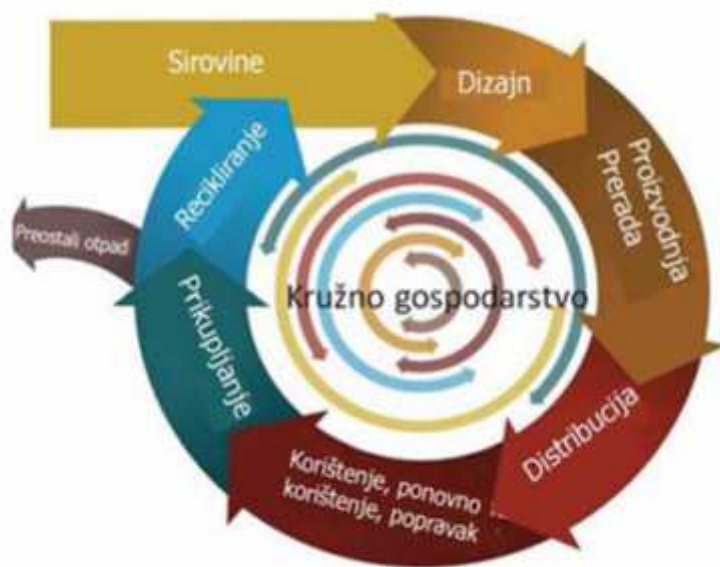 Sirovine
Dizajn
Proizvodnja
Prerada
Distribucija
Korištenje, ponovno
korištenje, popravak
Prikupljanje
Recikliranje
Preostali otpad
Kružno gospodarstvo